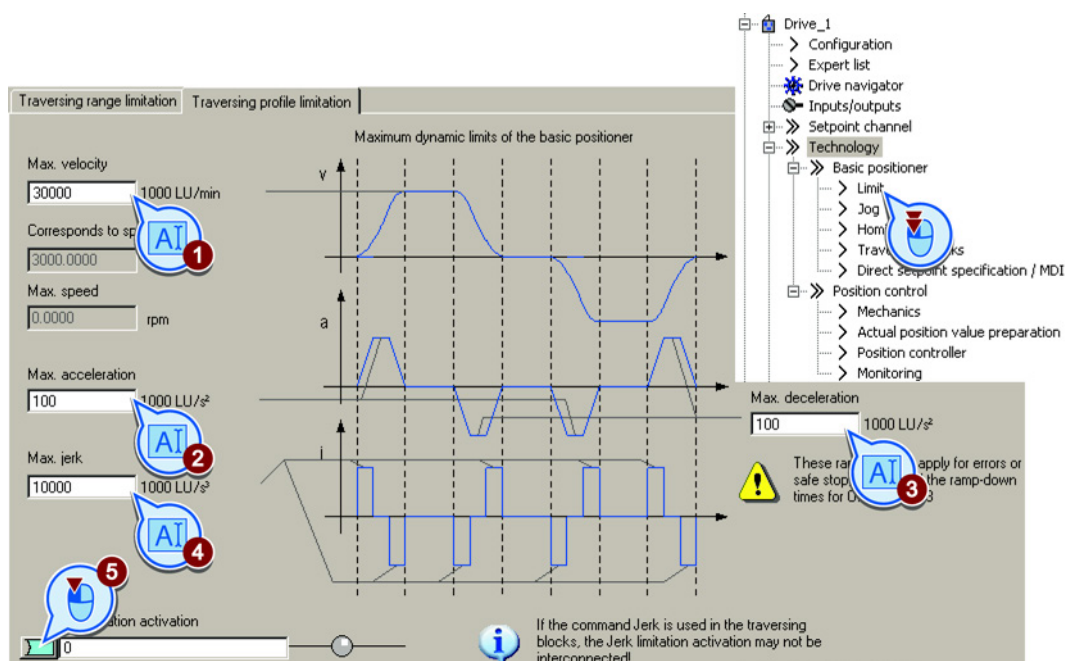 Drive_1
Configuration
Expert list
Drive navigator
Inputs/outputs
Setpoint channel
Technology
Basic positioner
Limit
Jog
Hom
Trave ks
Direct setpoint specification / MDI
Position control
Mechanics
Actual position value preparation
Position controller
Monitoring
Traversing range limitation Traversing profile limitation
Maximum dynamic limits of the basic positioner
Max. velocity
30000 1000 LU/min
AI 1
Corresponds to sp
3000.0000
Max. speed
0.0000 rpm
Max. acceleration
100 1000 LU/s²
AI 2
Max. jerk
10000 1000 LU/s³
AI 4
v
a
Max. deceleration
100 1000 LU/s²
AI 3
These ra apply for errors or
safe stop the ramp-down
times for O 3
5
ation activation
0
If the command Jerk is used in the traversing
blocks, the Jerk limitation activation may not be
interconnected!